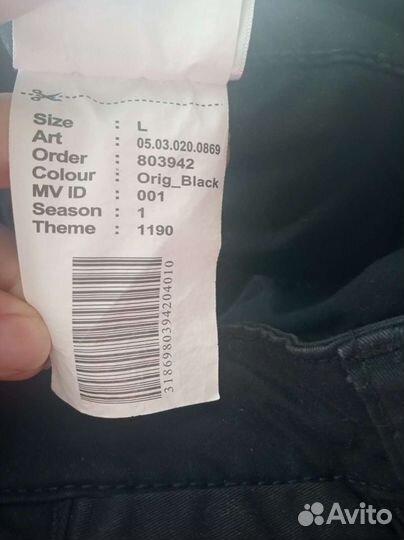 Size : L
Art : 05.03.020.0869
Order : 803942
Colour : Orig_Black
MV ID : 001
Season : 1
Theme : 1190
3186980394204010
Avito